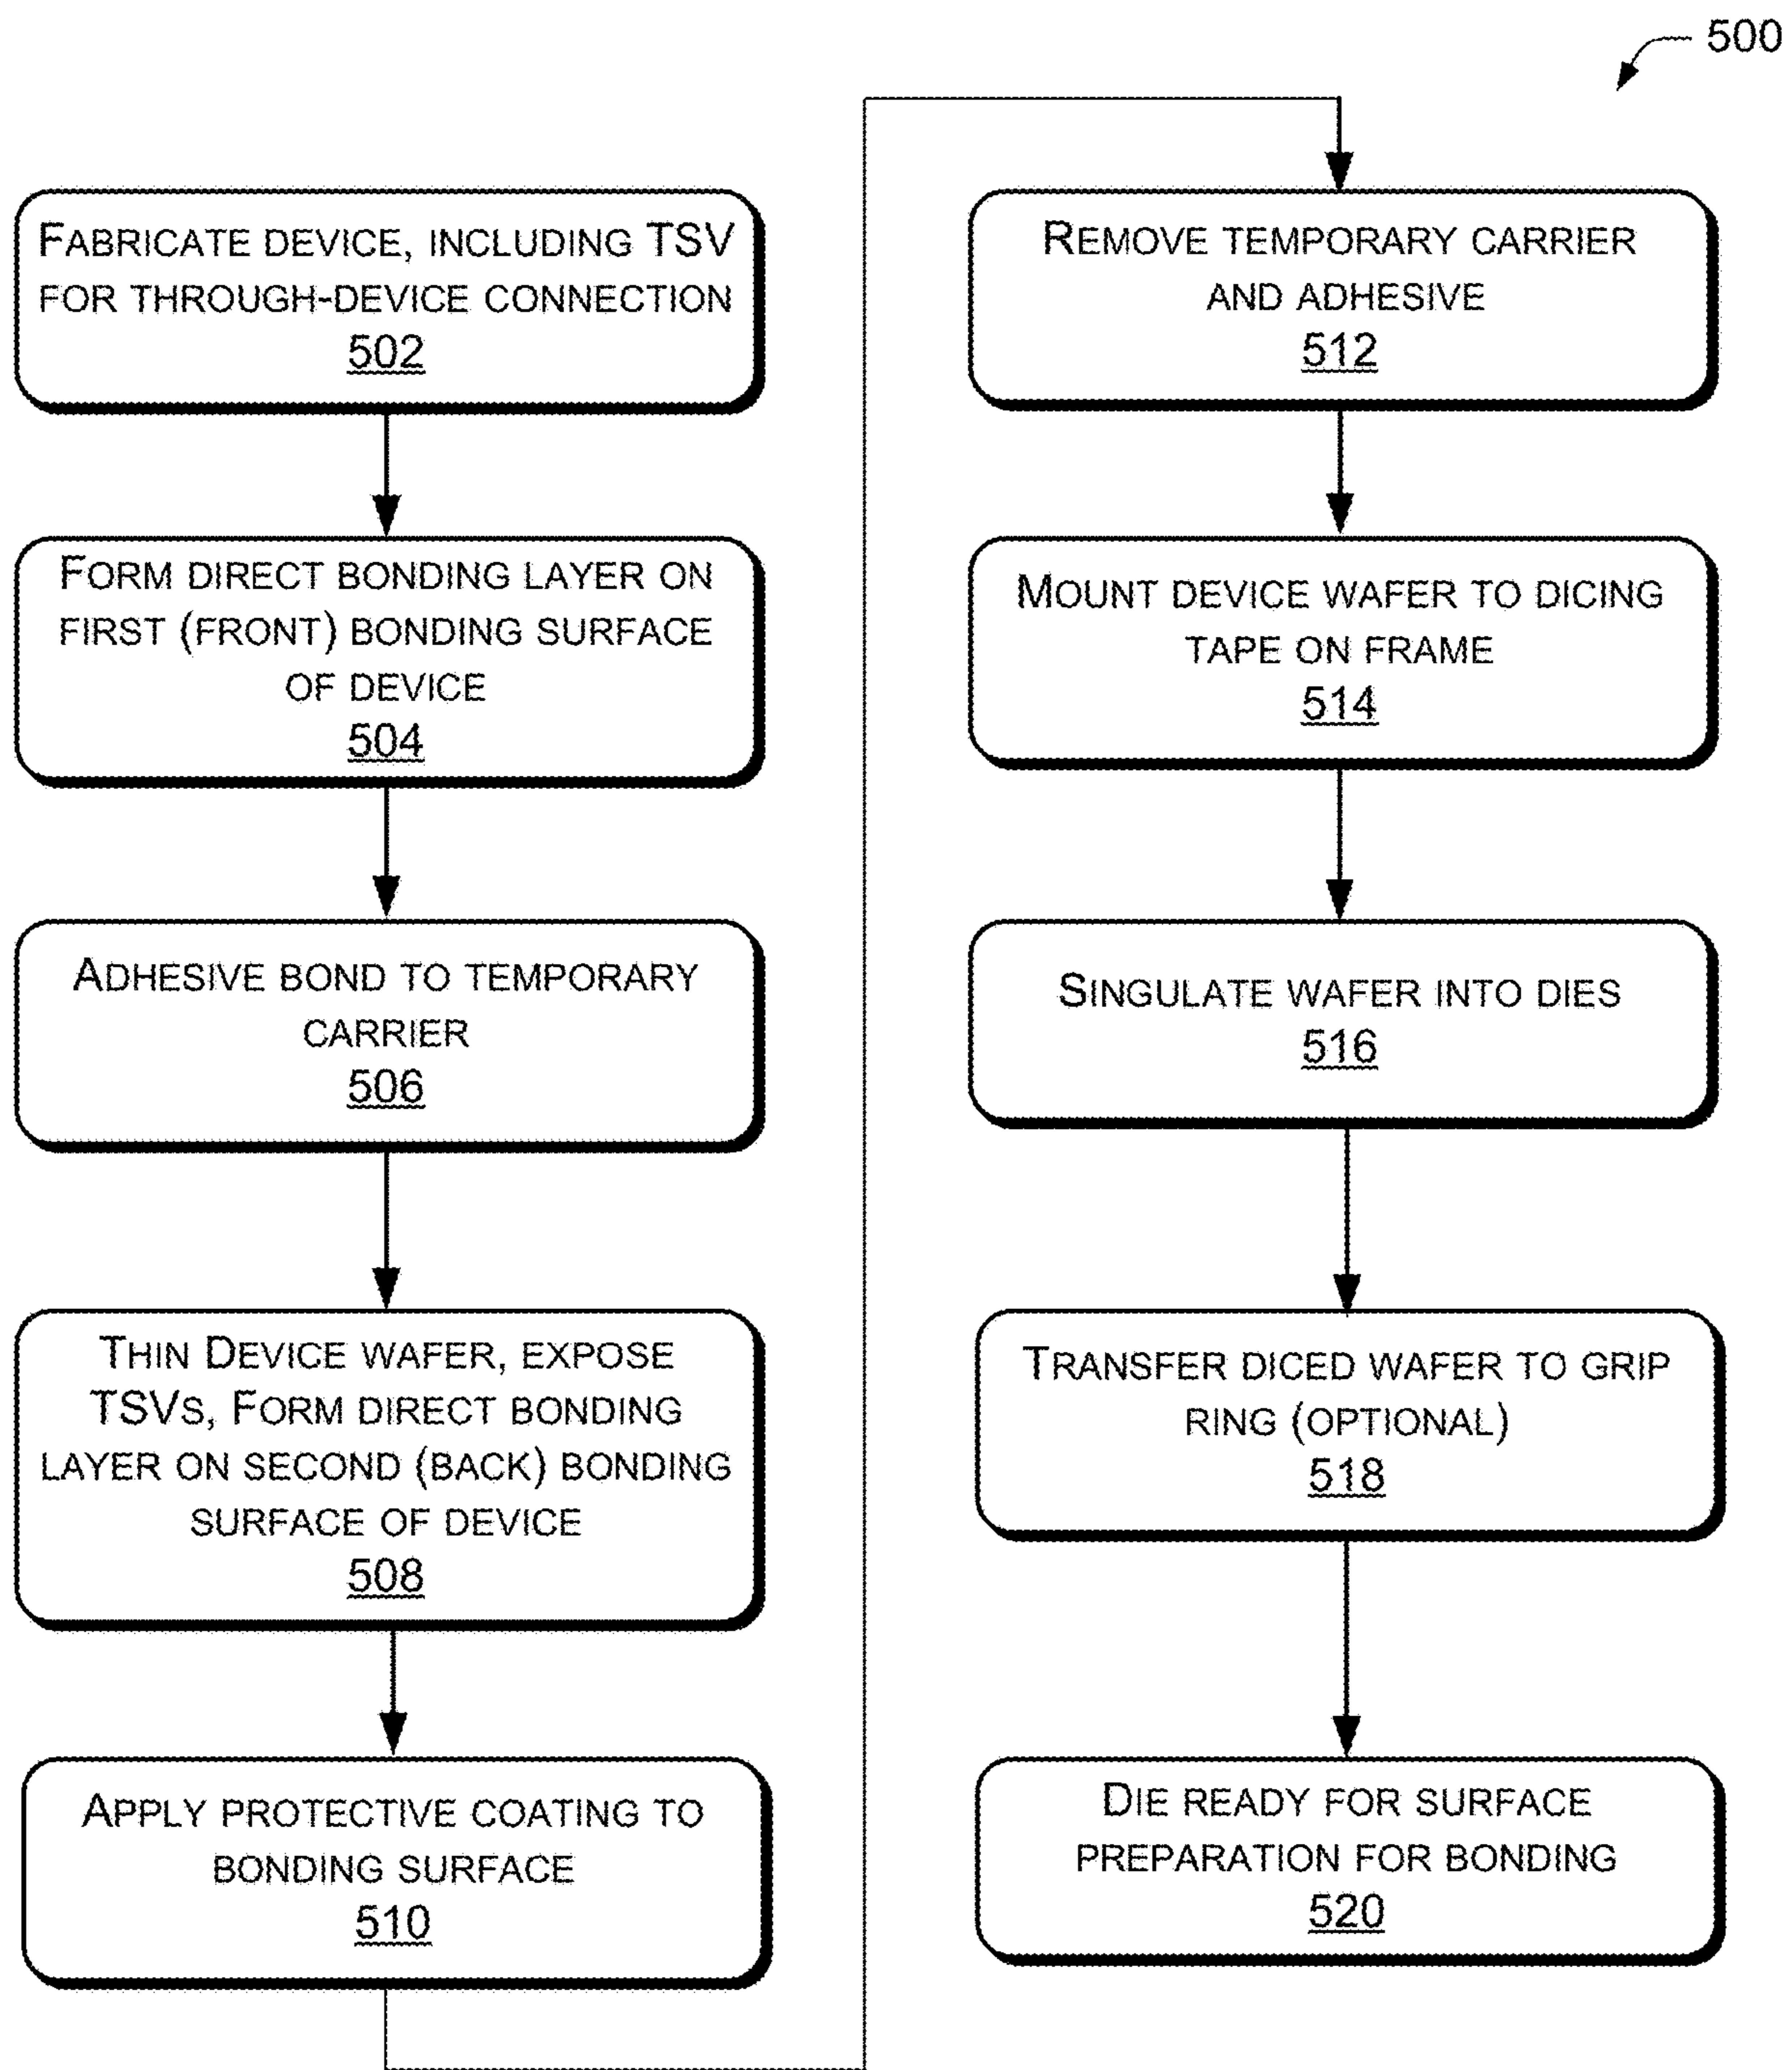 500
FABRICATE DEVICE, INCLUDING TSV
FOR THROUGH-DEVICE CONNECTION
502
FORM DIRECT BONDING LAYER ON
FIRST (FRONT) BONDING SURFACE
OF DEVICE
504
ADHESIVE BOND TO TEMPORARY
CARRIER
506
THIN DEVICE WAFER, EXPOSE
TSVS, FORM DIRECT BONDING
LAYER ON SECOND (BACK) BONDING
SURFACE OF DEVICE
508
APPLY PROTECTIVE COATING TO
BONDING SURFACE
510
REMOVE TEMPORARY CARRIER
AND ADHESIVE
512
MOUNT DEVICE WAFER TO DICING
TAPE ON FRAME
514
SINGULATE WAFER INTO DIES
516
TRANSFER DICED WAFER TO GRIP
RING (OPTIONAL)
518
DIE READY FOR SURFACE
PREPARATION FOR BONDING
520